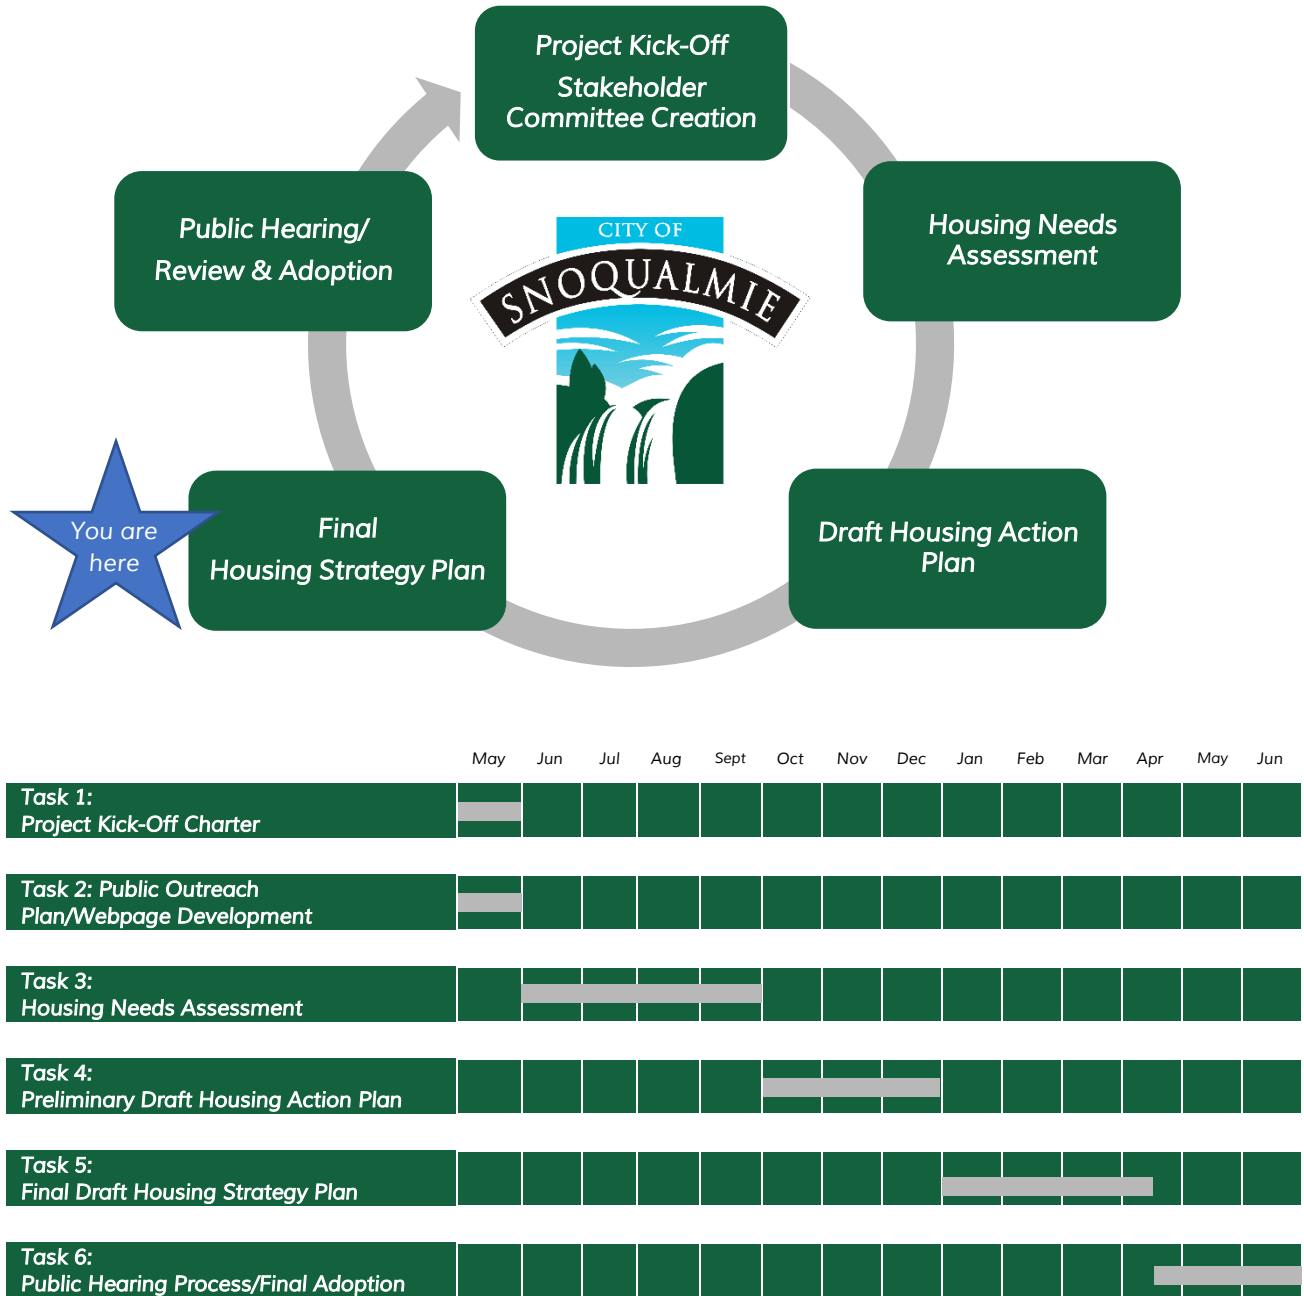 Project Kick-Off
Stakeholder
Committee Creation
Housing Needs
Assessment
Draft Housing Action
Plan
Final
Housing Strategy Plan
You are
here
Public Hearing/
Review & Adoption
CITY OF
SNOQUALMIE
May Jun Jul Aug Sept Oct Nov Dec Jan Feb Mar Apr May Jun
Task 1:
Project Kick-Off Charter
Task 2: Public Outreach
Plan/Webpage Development
Task 3:
Housing Needs Assessment
Task 4:
Preliminary Draft Housing Action Plan
Task 5:
Final Draft Housing Strategy Plan
Task 6:
Public Hearing Process/Final Adoption